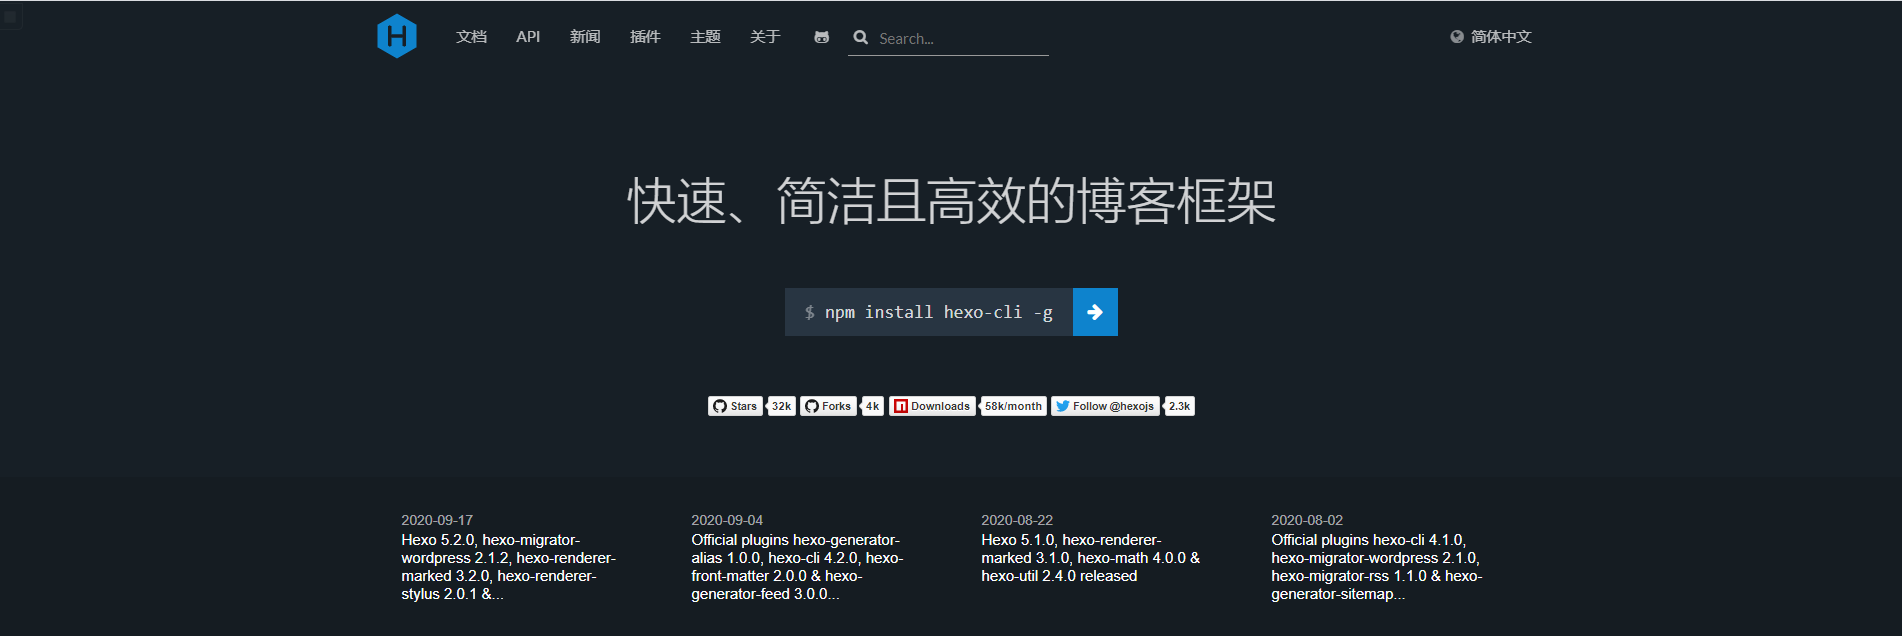 H 文档 API 新闻 插件 主题 关于 Search... 简体中文
快速、简洁且高效的博客框架
$ npm install hexo-cli -g
Stars 32k Forks 4k Downloads 58k/month Follow @hexojs 2.3k
2020-09-17
Hexo 5.2.0, hexo-migrator-
wordpress 2.1.2, hexo-renderer-
marked 3.2.0, hexo-renderer-
stylus 2.0.1 &...
2020-09-04
Official plugins hexo-generator-
alias 1.0.0, hexo-cli 4.2.0, hexo-
front-matter 2.0.0 & hexo-
generator-feed 3.0.0...
2020-08-22
Hexo 5.1.0, hexo-renderer-
marked 3.1.0, hexo-math 4.0.0 &
hexo-util 2.4.0 released
2020-08-02
Official plugins hexo-cli 4.1.0,
hexo-migrator-wordpress 2.1.0,
hexo-migrator-rss 1.1.0 & hexo-
generator-sitemap...